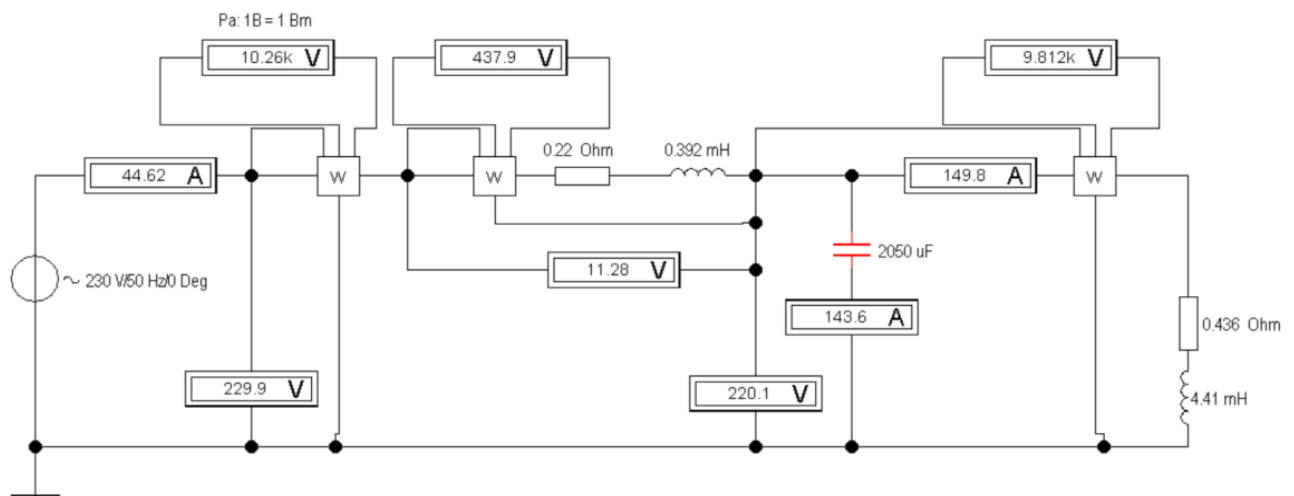 Pa: 1В = 1 Вт
10.26k V
437.9 V
9.812k V
0.22 Ohm
0.392 mH
44.62 A
W
W
149.8 A
W
~ 230 V/50 Hz/0 Deg
11.28 V
2050 uF
143.6 A
0.436 Ohm
229.9 V
220.1 V
4.41 mH